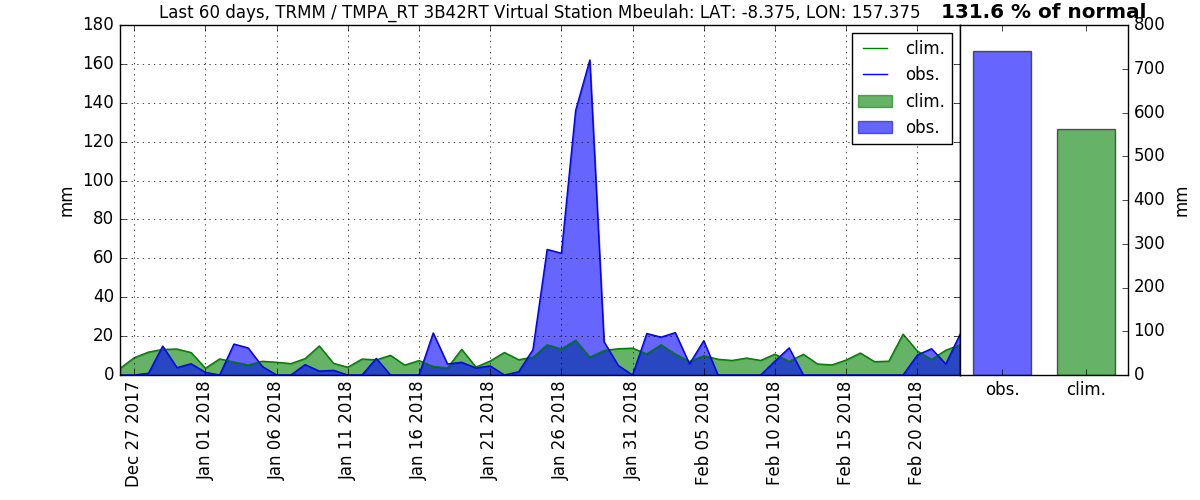 Last 60 days, TRMM / TMPA_RT 3B42RT Virtual Station Mbeulah: LAT: -8.375, LON: 157.375
131.6 % of normal
180
160
140
120
100
80
60
40
20
0
mm
clim.
obs.
clim.
obs.
800
700
600
500
400
300
200
100
0
mm
Dec 27 2017
Jan 01 2018
Jan 06 2018
Jan 11 2018
Jan 16 2018
Jan 21 2018
Jan 26 2018
Jan 31 2018
Feb 05 2018
Feb 10 2018
Feb 15 2018
Feb 20 2018
obs.
clim.